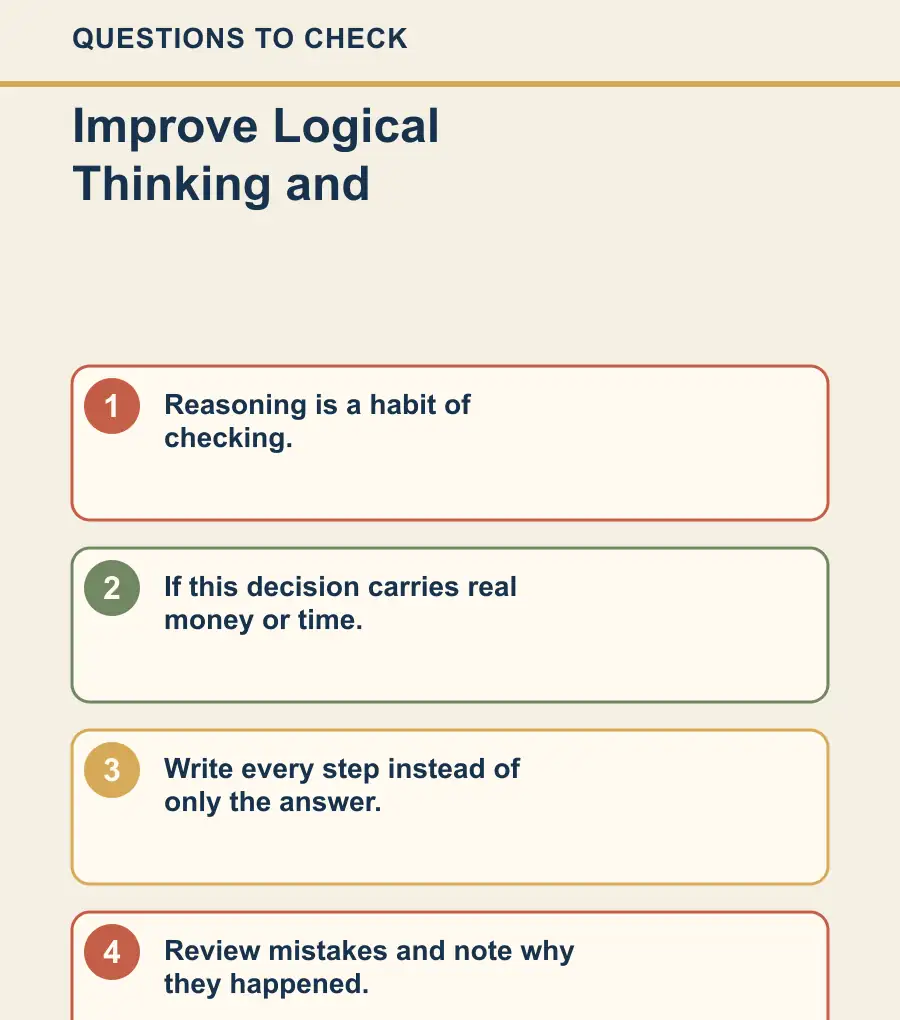 QUESTIONS TO CHECK
Improve Logical
Thinking and
1
Reasoning is a habit of
checking.
2
If this decision carries real
money or time.
3
Write every step instead of
only the answer.
4
Review mistakes and note why
they happened.